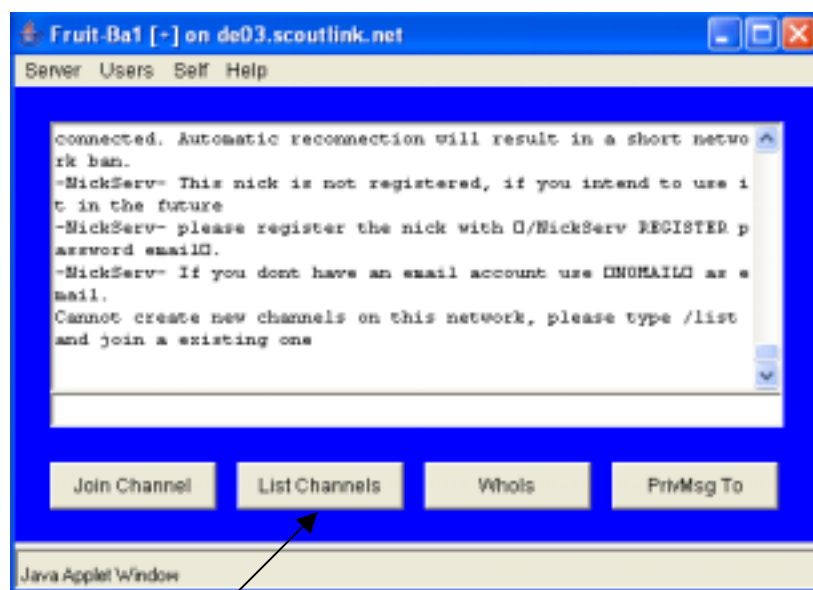 Fruit-Ba1 [+] on de03.scoutlink.net
Server Users Self Help
connected. Automatic reconnection will result in a short netwo
rk ban.
-NickServ- This nick is not registered, if you intend to use i
t in the future
-NickServ- please register the nick with □/NickServ REGISTER p
assword email□.
-NickServ- If you dont have an email account use □NOMAIL□ as e
mail.
Cannot create new channels on this network, please type /list
and join a existing one
Join Channel List Channels WhoIs PrivMsg To
Java Applet Window